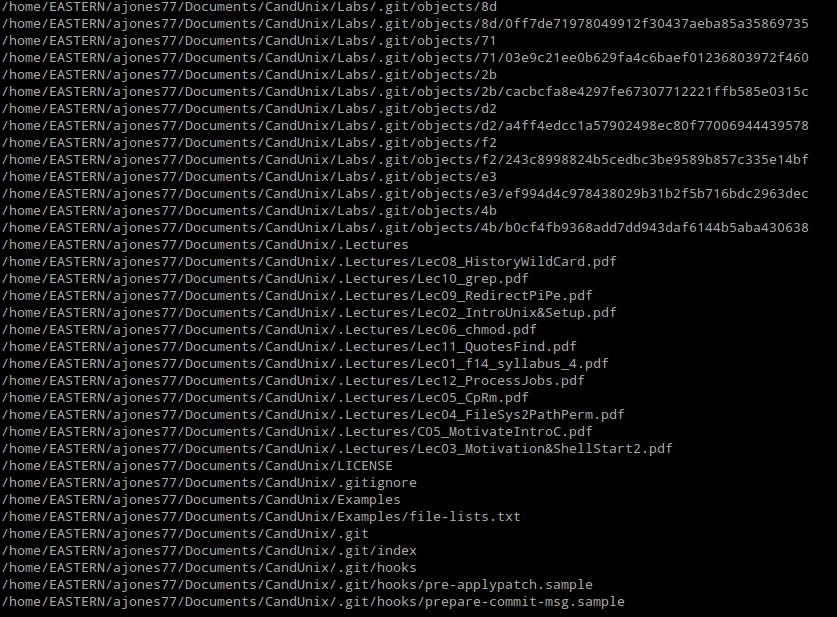 /home/EASTERN/ajones77/Documents/CandUnix/Labs/.git/objects/8d
/home/EASTERN/ajones77/Documents/CandUnix/Labs/.git/objects/8d/0ff7de71978049912f30437aeba85a35869735
/home/EASTERN/ajones77/Documents/CandUnix/Labs/.git/objects/71
/home/EASTERN/ajones77/Documents/CandUnix/Labs/.git/objects/71/03e9c21ee0b629fa4c6baef01236803972f460
/home/EASTERN/ajones77/Documents/CandUnix/Labs/.git/objects/2b
/home/EASTERN/ajones77/Documents/CandUnix/Labs/.git/objects/2b/cacbcfa8e4297fe67307712221ffb585e0315c
/home/EASTERN/ajones77/Documents/CandUnix/Labs/.git/objects/d2
/home/EASTERN/ajones77/Documents/CandUnix/Labs/.git/objects/d2/a4ff4edcc1a57902498ec80f77006944439578
/home/EASTERN/ajones77/Documents/CandUnix/Labs/.git/objects/f2
/home/EASTERN/ajones77/Documents/CandUnix/Labs/.git/objects/f2/243c8998824b5cedbc3be9589b857c335e14bf
/home/EASTERN/ajones77/Documents/CandUnix/Labs/.git/objects/e3
/home/EASTERN/ajones77/Documents/CandUnix/Labs/.git/objects/e3/ef994d4c978438029b31b2f5b716bdc2963dec
/home/EASTERN/ajones77/Documents/CandUnix/Labs/.git/objects/4b
/home/EASTERN/ajones77/Documents/CandUnix/Labs/.git/objects/4b/b0cf4fb9368add7dd943daf6144b5aba430638
/home/EASTERN/ajones77/Documents/CandUnix/.Lectures
/home/EASTERN/ajones77/Documents/CandUnix/.Lectures/Lec08_HistoryWildCard.pdf
/home/EASTERN/ajones77/Documents/CandUnix/.Lectures/Lec10_grep.pdf
/home/EASTERN/ajones77/Documents/CandUnix/.Lectures/Lec09_RedirectPiPe.pdf
/home/EASTERN/ajones77/Documents/CandUnix/.Lectures/Lec02_IntroUnix&Setup.pdf
/home/EASTERN/ajones77/Documents/CandUnix/.Lectures/Lec06_chmod.pdf
/home/EASTERN/ajones77/Documents/CandUnix/.Lectures/Lec11_QuotesFind.pdf
/home/EASTERN/ajones77/Documents/CandUnix/.Lectures/Lec01_f14_syllabus_4.pdf
/home/EASTERN/ajones77/Documents/CandUnix/.Lectures/Lec12_ProcessJobs.pdf
/home/EASTERN/ajones77/Documents/CandUnix/.Lectures/Lec05_CpRm.pdf
/home/EASTERN/ajones77/Documents/CandUnix/.Lectures/Lec04_FileSys2PathPerm.pdf
/home/EASTERN/ajones77/Documents/CandUnix/.Lectures/C05_MotivateIntroC.pdf
/home/EASTERN/ajones77/Documents/CandUnix/.Lectures/Lec03_Motivation&ShellStart2.pdf
/home/EASTERN/ajones77/Documents/CandUnix/LICENSE
/home/EASTERN/ajones77/Documents/CandUnix/.gitignore
/home/EASTERN/ajones77/Documents/CandUnix/Examples
/home/EASTERN/ajones77/Documents/CandUnix/Examples/file-lists.txt
/home/EASTERN/ajones77/Documents/CandUnix/.git
/home/EASTERN/ajones77/Documents/CandUnix/.git/index
/home/EASTERN/ajones77/Documents/CandUnix/.git/hooks
/home/EASTERN/ajones77/Documents/CandUnix/.git/hooks/pre-applypatch.sample
/home/EASTERN/ajones77/Documents/CandUnix/.git/hooks/prepare-commit-msg.sample